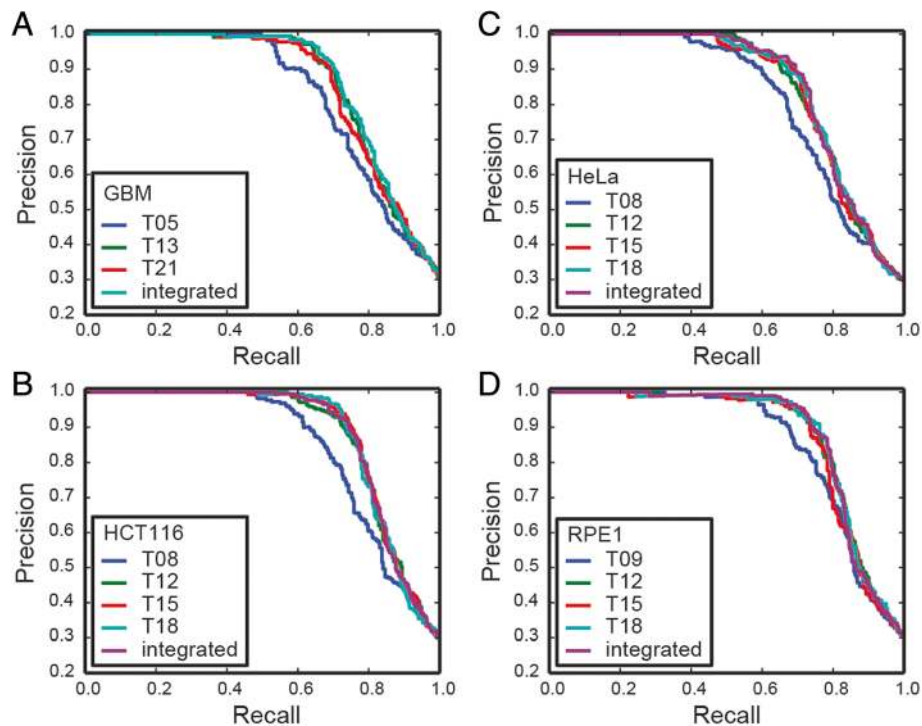 A
1.0
0.9
0.8
0.7
0.6
0.5
0.4
0.3
0.2
Precision
GBM
T05
T13
T21
integrated
0.0 0.2 0.4 0.6 0.8 1.0
Recall
B
1.0
0.9
0.8
0.7
0.6
0.5
0.4
0.3
0.2
Precision
HCT116
T08
T12
T15
T18
integrated
0.0 0.2 0.4 0.6 0.8 1.0
Recall
C
1.0
0.9
0.8
0.7
0.6
0.5
0.4
0.3
0.2
Precision
HeLa
T08
T12
T15
T18
integrated
0.0 0.2 0.4 0.6 0.8 1.0
Recall
D
1.0
0.9
0.8
0.7
0.6
0.5
0.4
0.3
0.2
Precision
RPE1
T09
T12
T15
T18
integrated
0.0 0.2 0.4 0.6 0.8 1.0
Recall